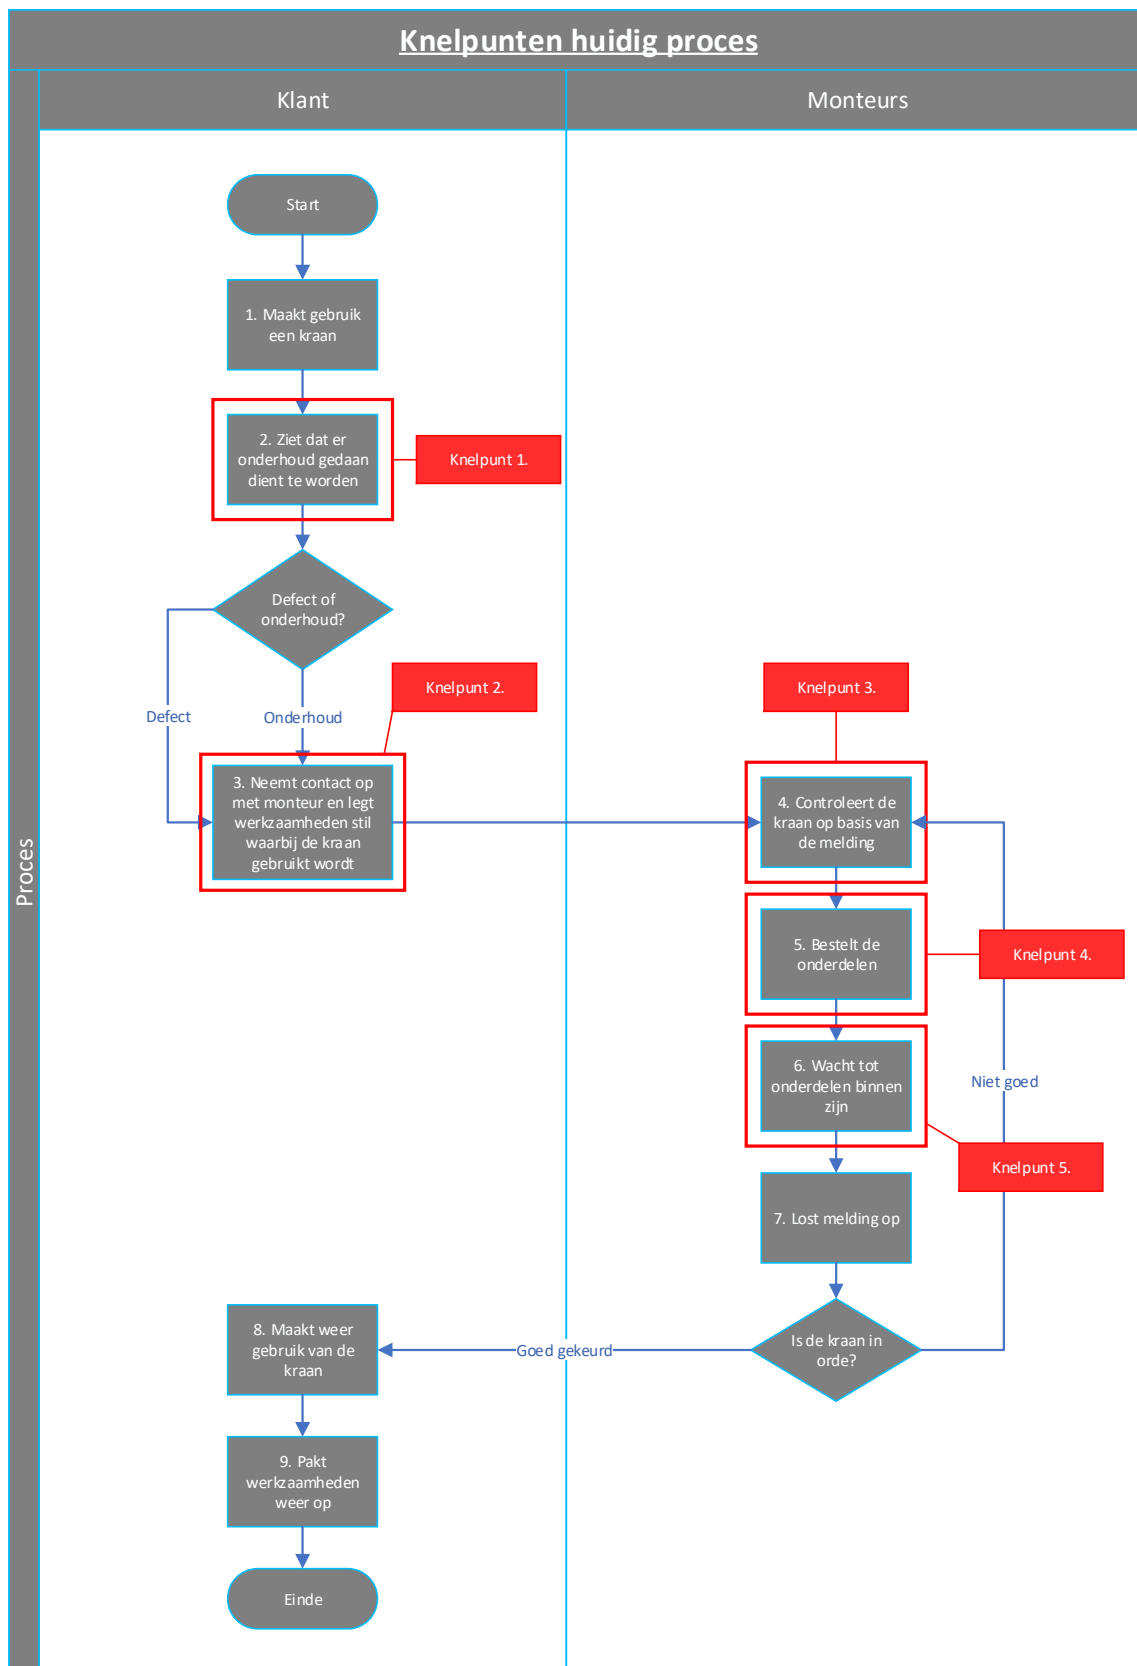 Knelpunten huidig proces
Klant
Monteurs
Proces
Start
1. Maakt gebruik
een kraan
2. Ziet dat er
onderhoud gedaan
dient te worden
Knelpunt 1.
Defect of
onderhoud?
Defect
Onderhoud
Knelpunt 2.
3. Neemt contact op
met monteur en legt
werkzaamheden stil
waarbij de kraan
gebruikt wordt
Knelpunt 3.
4. Controleert de
kraan op basis van
de melding
5. Bestelt de
onderdelen
Knelpunt 4.
6. Wacht tot
onderdelen binnen
zijn
Niet goed
Knelpunt 5.
7. Lost melding op
Is de kraan in
orde?
Goed gekeurd
8. Maakt weer
gebruik van de
kraan
9. Pakt
werkzaamheden
weer op
Einde